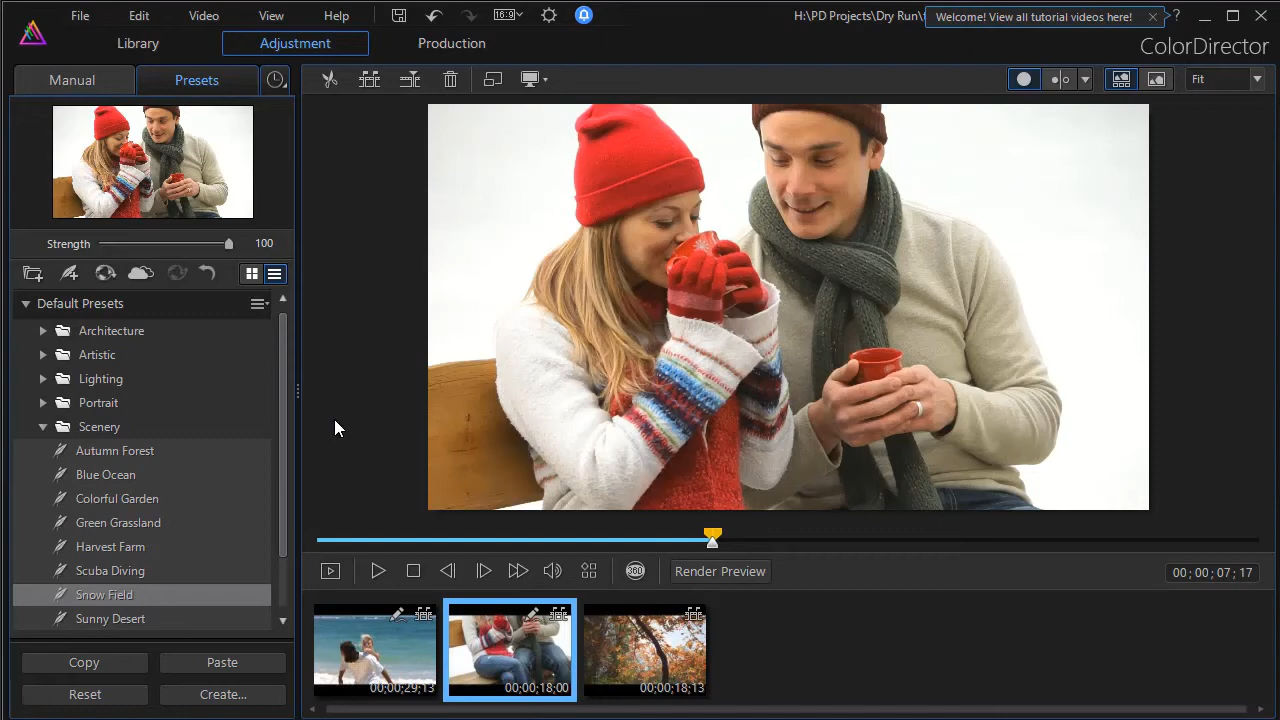 File Edit Video View Help 16:9 H:\PD Projects\Dry Run\ Welcome! View all tutorial videos here! ?
Library Adjustment Production ColorDirector
Manual Presets Fit
Strength 100
Default Presets
Architecture
Artistic
Lighting
Portrait
Scenery
Autumn Forest
Blue Ocean
Colorful Garden
Green Grassland
Harvest Farm
Scuba Diving
Snow Field
Sunny Desert
360 Render Preview 00;00;07;17
00;00;29;13 00;00;18;00 00;00;18;13
Copy Paste
Reset Create...